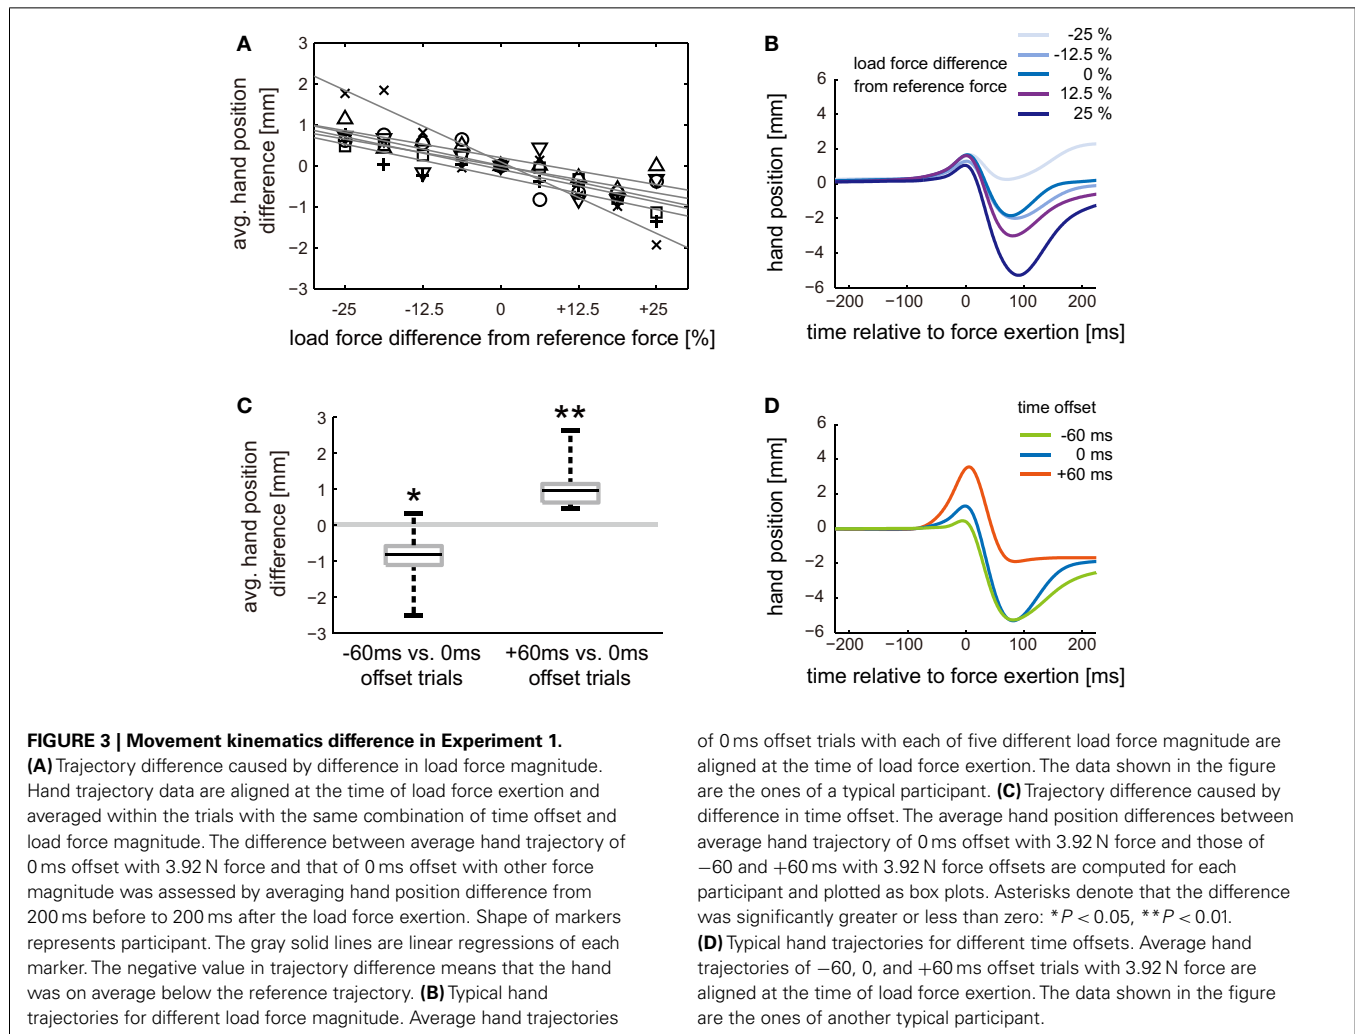 A
3
2
1
0
−1
−2
−3
avg. hand position
difference [mm]
-25
-12.5
0
+12.5
+25
load force difference from reference force [%]
B
load force difference
from reference force
-25 %
-12.5 %
0 %
12.5 %
25 %
6
4
2
0
−2
−4
−6
hand position [mm]
−200
−100
0
100
200
time relative to force exertion [ms]
C
3
2
1
0
−1
−2
−3
avg. hand position
difference [mm]
*
**
-60ms vs. 0ms
offset trials
+60ms vs. 0ms
offset trials
D
time offset
-60 ms
0 ms
+60 ms
6
4
2
0
−2
−4
−6
hand position [mm]
−200
−100
0
100
200
time relative to force exertion [ms]
FIGURE 3 | Movement kinematics difference in Experiment 1.
(A) Trajectory difference caused by difference in load force magnitude.
Hand trajectory data are aligned at the time of load force exertion and
averaged within the trials with the same combination of time offset and
load force magnitude. The difference between average hand trajectory of
0 ms offset with 3.92 N force and that of 0 ms offset with other force
magnitude was assessed by averaging hand position difference from
200 ms before to 200 ms after the load force exertion. Shape of markers
represents participant. The gray solid lines are linear regressions of each
marker. The negative value in trajectory difference means that the hand
was on average below the reference trajectory. (B) Typical hand
trajectories for different load force magnitude. Average hand trajectories
of 0 ms offset trials with each of five different load force magnitude are
aligned at the time of load force exertion. The data shown in the figure
are the ones of a typical participant. (C) Trajectory difference caused by
difference in time offset. The average hand position differences between
average hand trajectory of 0 ms offset with 3.92 N force and those of
−60 and +60 ms with 3.92 N force offsets are computed for each
participant and plotted as box plots. Asterisks denote that the difference
was significantly greater or less than zero: *P < 0.05, **P < 0.01.
(D) Typical hand trajectories for different time offsets. Average hand
trajectories of −60, 0, and +60 ms offset trials with 3.92 N force are
aligned at the time of load force exertion. The data shown in the figure
are the ones of another typical participant.